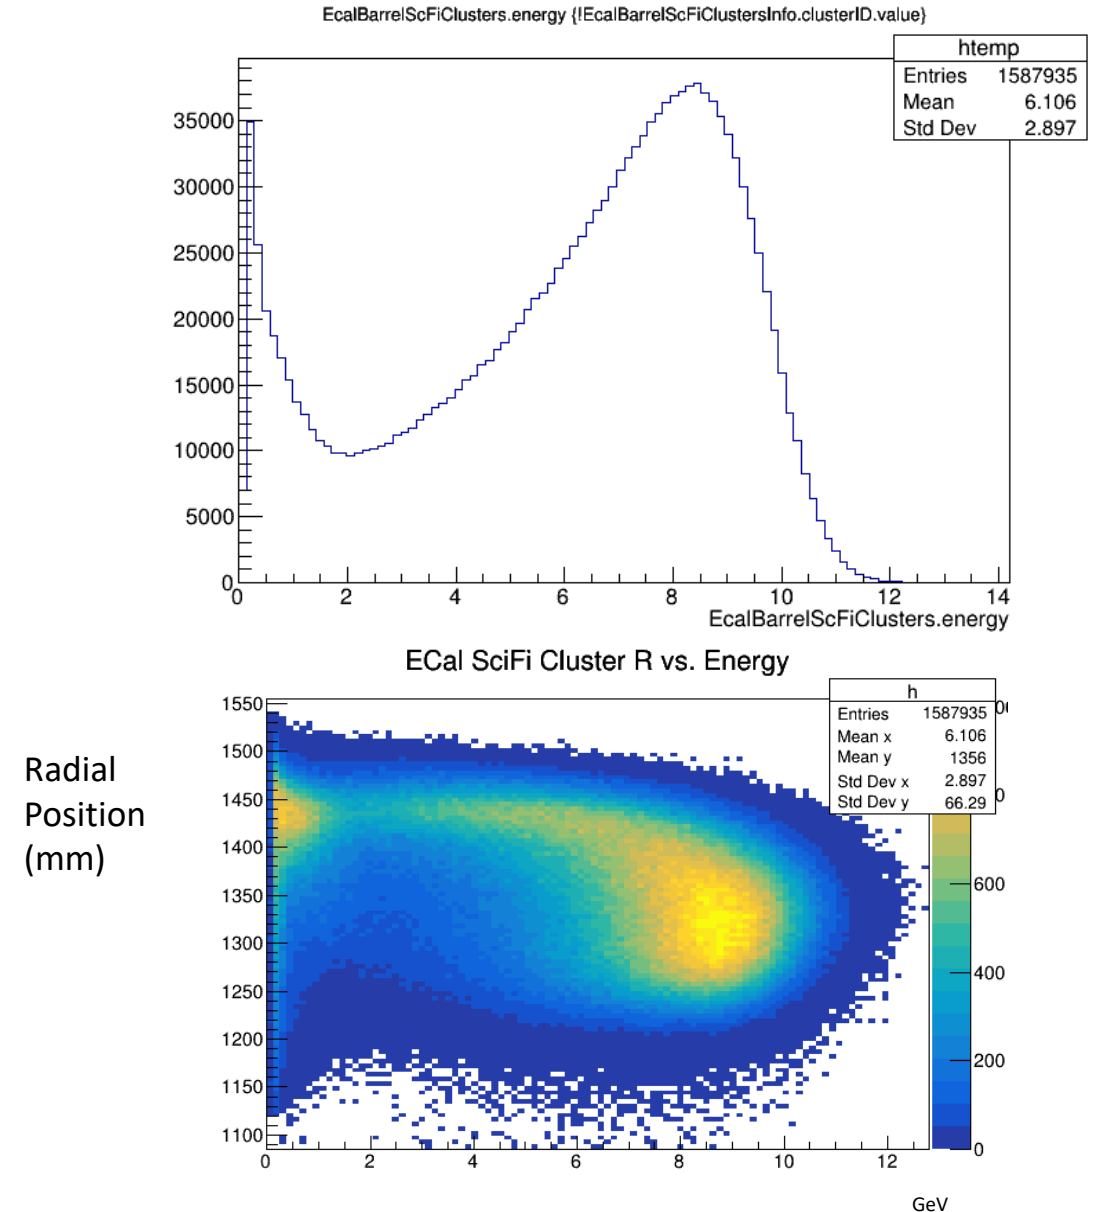 EcalBarrelScFiClusters.energy {!EcalBarrelScFiClustersInfo.clusterID.value}
htemp
Entries 1587935
Mean 6.106
Std Dev 2.897
35000
30000
25000
20000
15000
10000
5000
0
0 2 4 6 8 10 12 14
EcalBarrelScFiClusters.energy
ECal SciFi Cluster R vs. Energy
h
Entries 1587935
Mean x 6.106
Mean y 1356
Std Dev x 2.897
Std Dev y 66.29
Radial
Position
(mm)
1550
1500
1450
1400
1350
1300
1250
1200
1150
1100
0 2 4 6 8 10 12
600
400
200
0
GeV